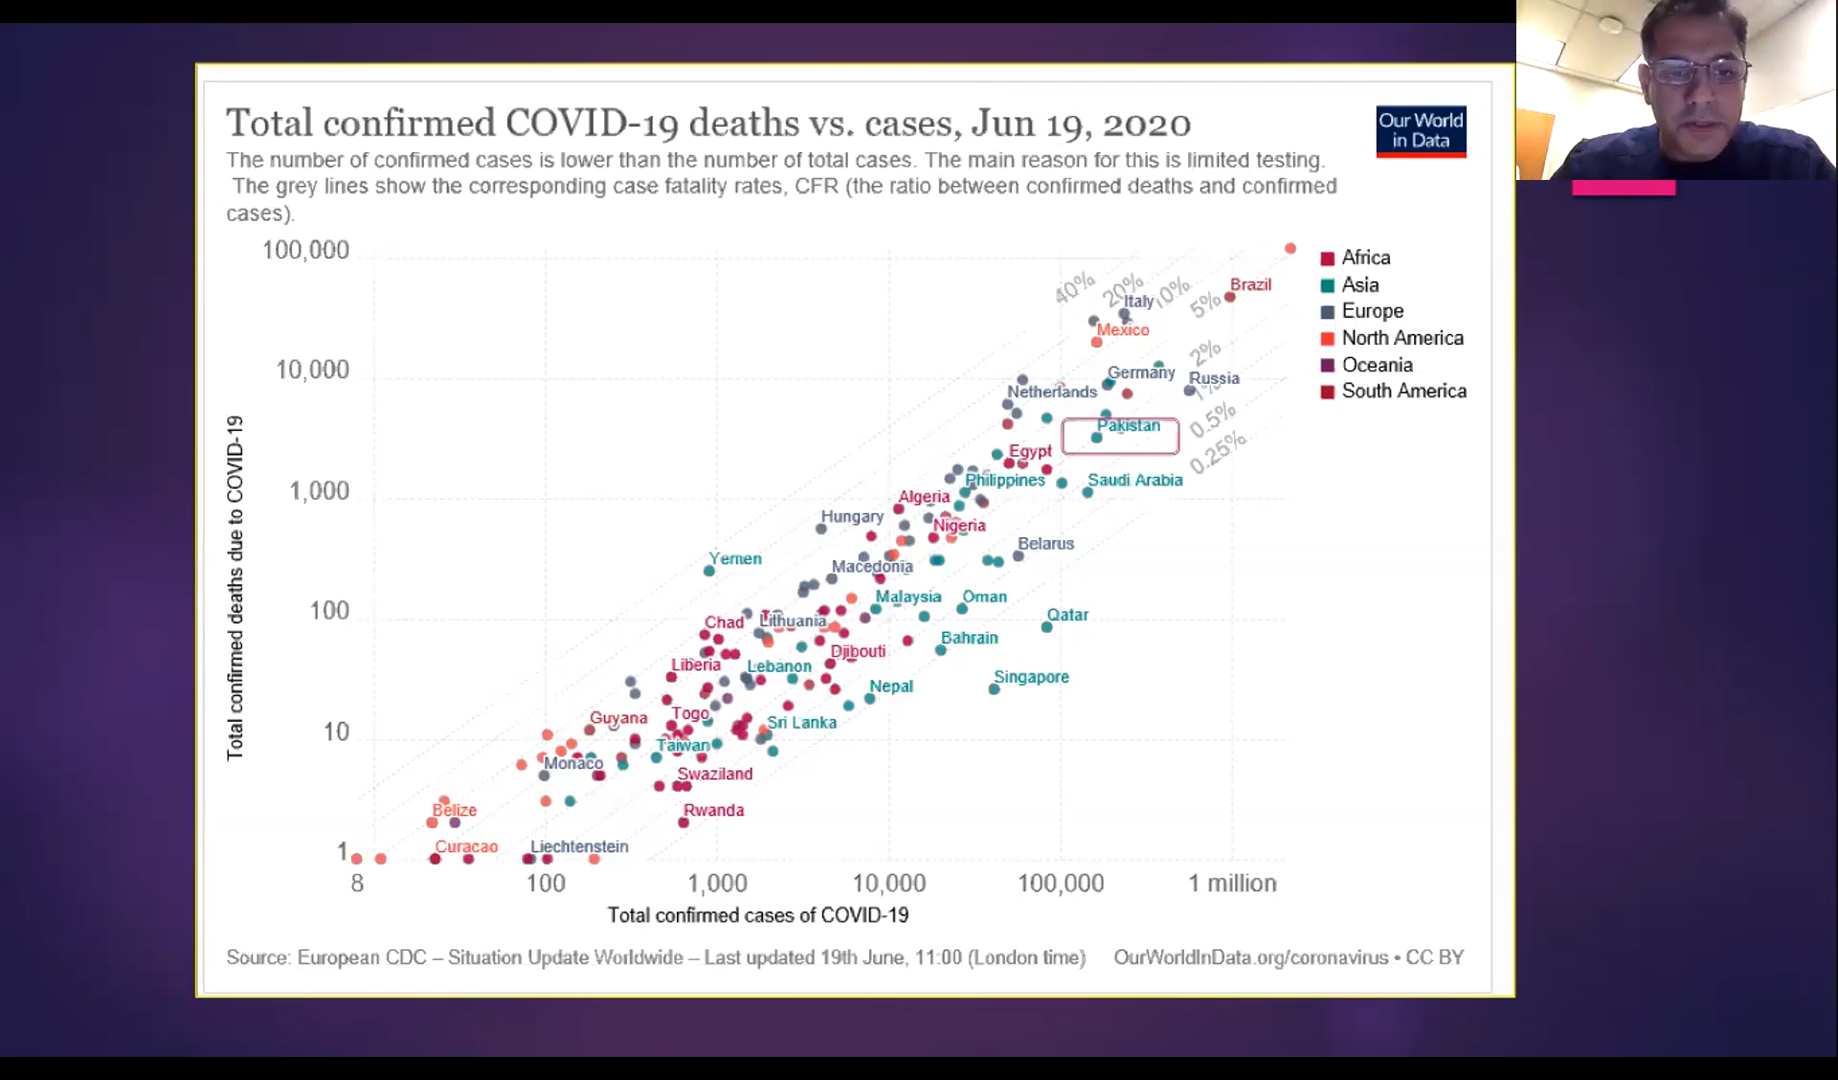 Total confirmed COVID-19 deaths vs. cases, Jun 19, 2020
Our World
in Data
The number of confirmed cases is lower than the number of total cases. The main reason for this is limited testing.
The grey lines show the corresponding case fatality rates, CFR (the ratio between confirmed deaths and confirmed
cases).
100,000
10,000
1,000
100
10
1
Total confirmed deaths due to COVID-19
40%
20%
10%
5%
2%
1%
0.5%
0.25%
Brazil
Italy
Mexico
Germany
Russia
Netherlands
Pakistan
Egypt
Philippines
Saudi Arabia
Algeria
Hungary
Nigeria
Belarus
Yemen
Macedonia
Malaysia
Oman
Chad
Lithuania
Qatar
Bahrain
Djibouti
Liberia
Lebanon
Singapore
Nepal
Guyana
Togo
Sri Lanka
Taiwan
Monaco
Swaziland
Belize
Rwanda
Curacao
Liechtenstein
Africa
Asia
Europe
North America
Oceania
South America
8
100
1,000
10,000
100,000
1 million
Total confirmed cases of COVID-19
Source: European CDC – Situation Update Worldwide – Last updated 19th June, 11:00 (London time)
OurWorldInData.org/coronavirus • CC BY